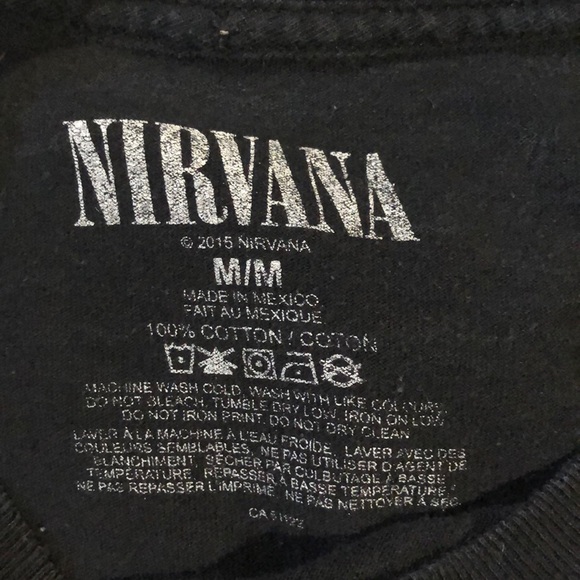 NIRVANA
© 2015 NIRVANA
M/M
MADE IN MEXICO
FAIT AU MEXIQUE
100% COTTON / COTON
MACHINE WASH COLD, WASH WITH LIKE COLOURS
DO NOT BLEACH, TUMBLE DRY LOW, IRON ON LOW
DO NOT IRON PRINT, DO NOT DRY CLEAN
LAVER À LA MACHINE À L'EAU FROIDE, LAVER AVEC DES
COULEURS SEMBLABLES, NE PAS UTILISER D'AGENT DE
BLANCHIMENT, SÉCHER PAR CULBUTAGE À BASSE
TEMPÉRATURE, REPASSER À BASSE TEMPÉRATURE,
NE PAS REPASSER L'IMPRIMÉ, NE PAS NETTOYER À SEC
CA